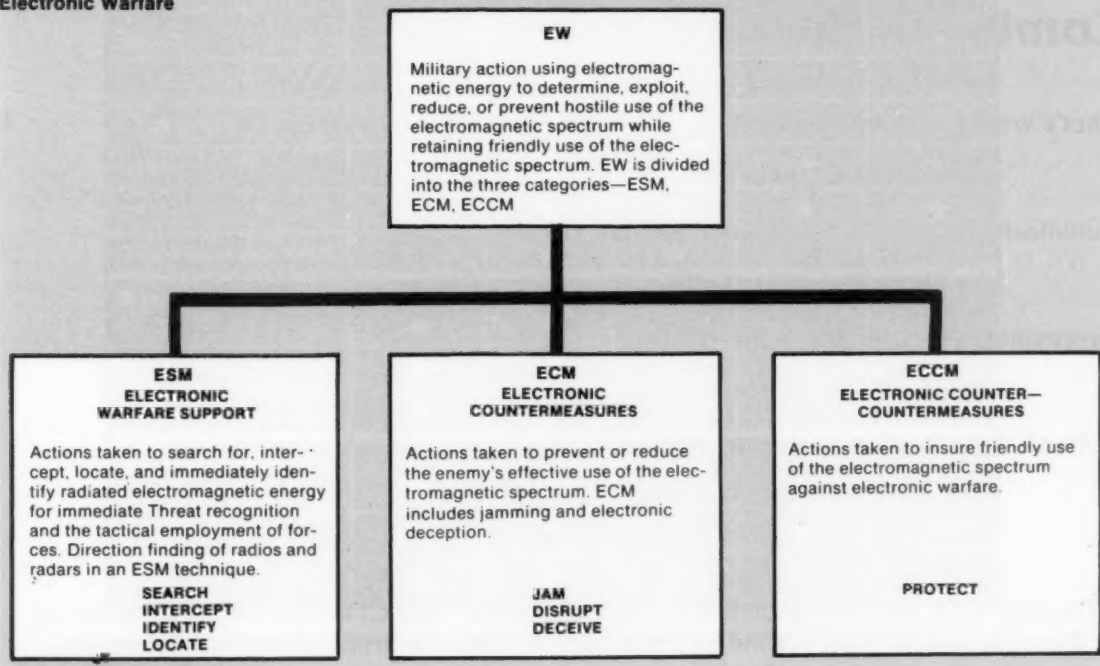 Electronic Warfare
EW
Military action using electromag-
netic energy to determine, exploit,
reduce, or prevent hostile use of the
electromagnetic spectrum while
retaining friendly use of the elec-
tromagnetic spectrum. EW is divided
into the three categories—ESM,
ECM, ECCM
ESM
ELECTRONIC
WARFARE SUPPORT
Actions taken to search for, inter-
cept, locate, and immediately iden-
tify radiated electromagnetic energy
for immediate Threat recognition
and the tactical employment of for-
ces. Direction finding of radios and
radars in an ESM technique.
SEARCH
INTERCEPT
IDENTIFY
LOCATE
ECM
ELECTRONIC
COUNTERMEASURES
Actions taken to prevent or reduce
the enemy's effective use of the elec-
tromagnetic spectrum. ECM
includes jamming and electronic
deception.
JAM
DISRUPT
DECEIVE
ECCM
ELECTRONIC COUNTER—
COUNTERMEASURES
Actions taken to insure friendly use
of the electromagnetic spectrum
against electronic warfare.
PROTECT